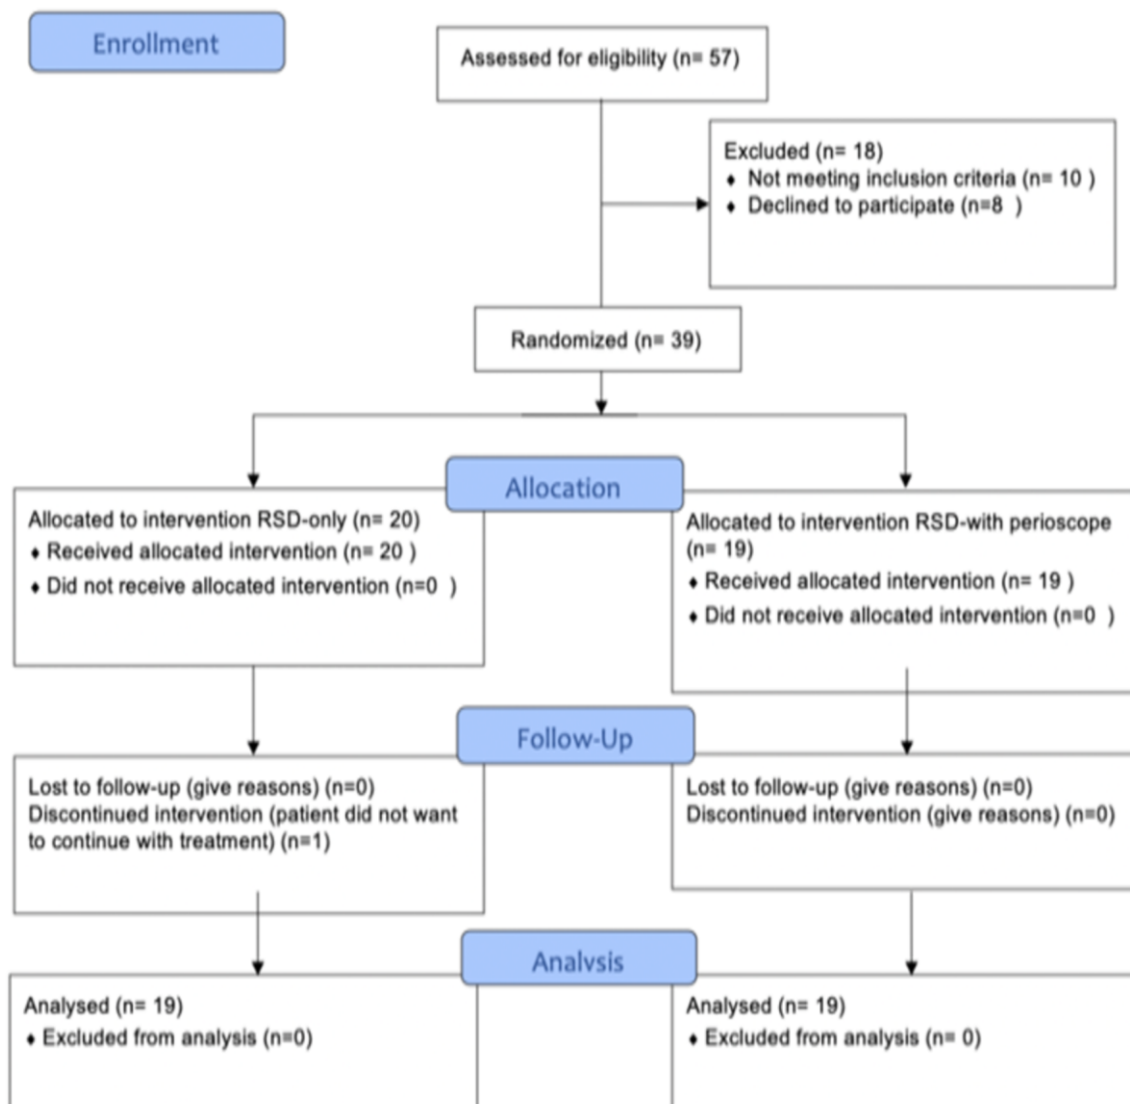 Enrollment
Assessed for eligibility (n= 57)
Excluded (n= 18)
♦ Not meeting inclusion criteria (n= 10 )
♦ Declined to participate (n=8 )
Randomized (n= 39)
Allocation
Allocated to intervention RSD-only (n= 20)
♦ Received allocated intervention (n= 20 )
♦ Did not receive allocated intervention (n=0 )
Allocated to intervention RSD-with perioscope
(n= 19)
♦ Received allocated intervention (n= 19 )
♦ Did not receive allocated intervention (n=0 )
Follow-Up
Lost to follow-up (give reasons) (n=0)
Discontinued intervention (patient did not want
to continue with treatment) (n=1)
Lost to follow-up (give reasons) (n=0)
Discontinued intervention (give reasons) (n=0)
Analysis
Analysed (n= 19)
♦ Excluded from analysis (n=0)
Analysed (n= 19)
♦ Excluded from analysis (n= 0)